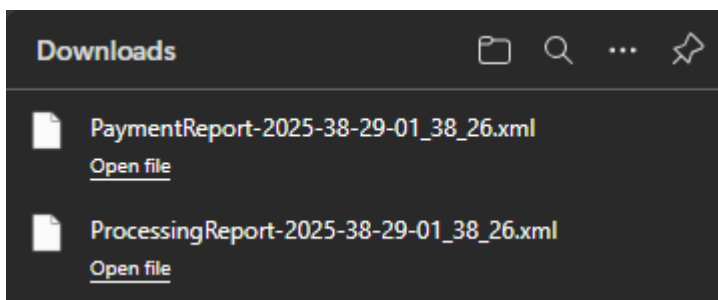 Downloads
PaymentReport-2025-38-29-01_38_26.xml
Open file
ProcessingReport-2025-38-29-01_38_26.xml
Open file